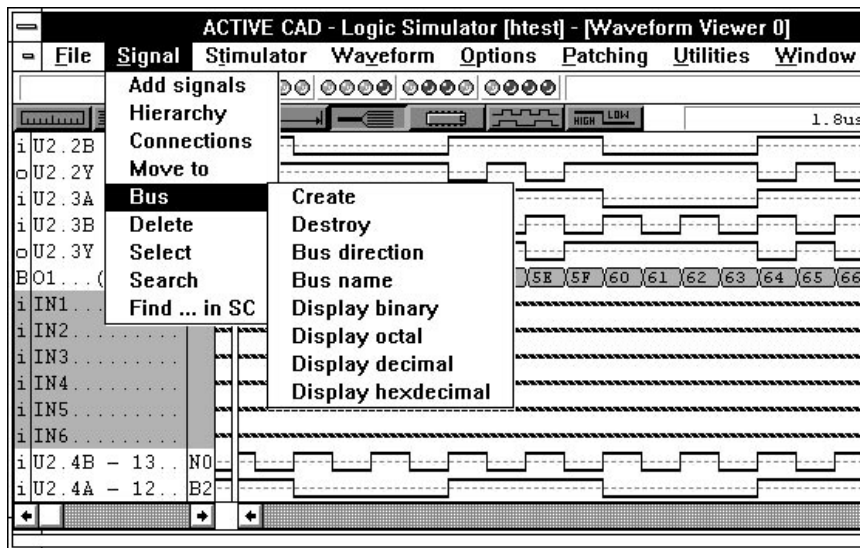 ACTIVE CAD - Logic Simulator [htest] - [Waveform Viewer 0]
File Signal Stimulator Waveform Options Patching Utilities Window
Add signals
Hierarchy
Connections
Move to
Bus
Delete
Select
Search
Find ... in SC
Create
Destroy
Bus direction
Bus name
Display binary
Display octal
Display decimal
Display hexdecimal
HIGH LOW
1.8us
i U2.2B
o U2.2Y
i U2.3A
i U2.3B
o U2.3Y
B O1...( 5E 5F 60 61 62 63 64 65 66
i IN1.
i IN2.........
i IN3.........
i IN4.........
i IN5.........
i IN6.........
i U2.4B - 13.. NO
i U2.4A - 12.. B2